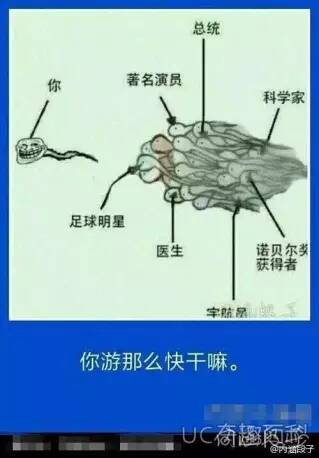 总统
著名演员
你
科学家
足球明星
医生
诺贝尔奖
获得者
宇航员
你游那么快干嘛。
UC奇趣百科
@内涵段子